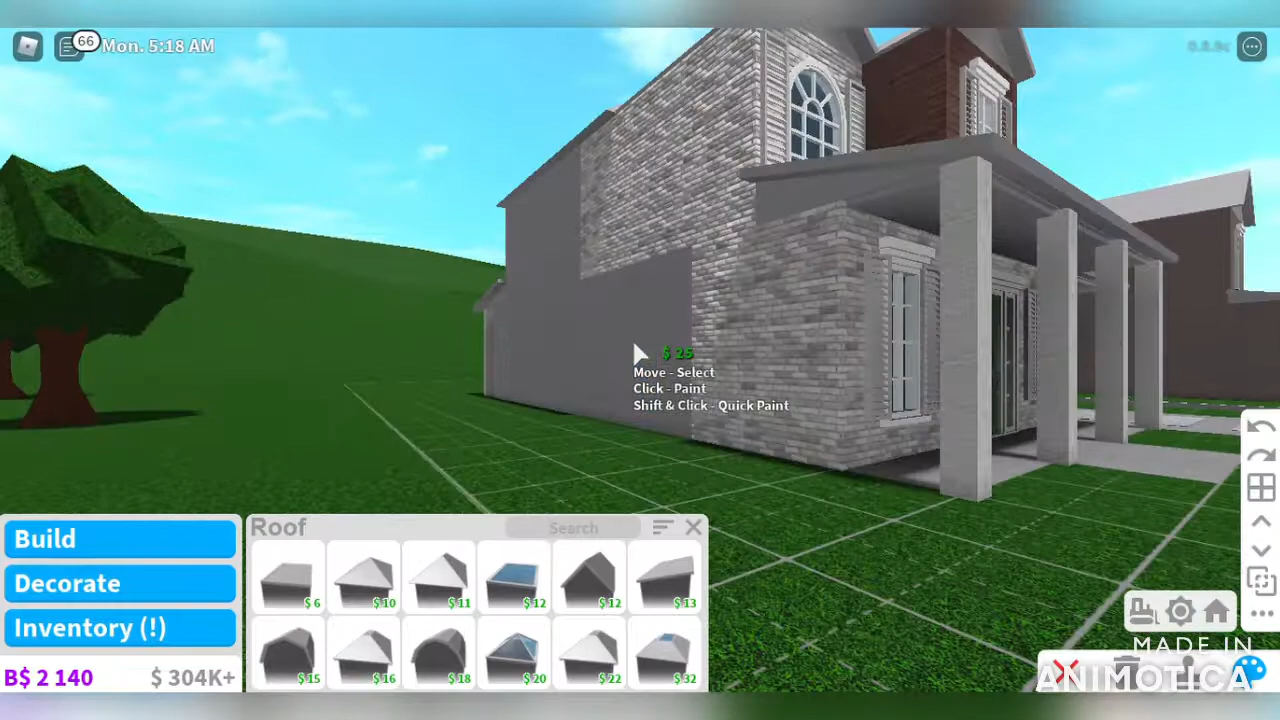 66
Mon. 5:18 AM
$ 25
Move - Select
Click - Paint
Shift & Click - Quick Paint
Build
Decorate
Inventory (!)
B$ 2 140
$ 304K+
Roof
Search
$ 6
$ 10
$ 11
$ 12
$ 12
$ 13
$ 15
$ 16
$ 18
$ 20
$ 22
$ 32
MADE IN
ANIMOTICA